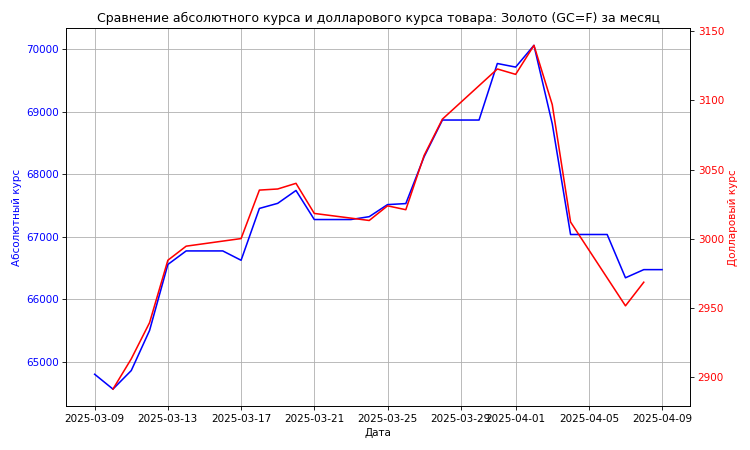 Сравнение абсолютного курса и долларового курса товара: Золото (GC=F) за месяц
Абсолютный курс
70000
69000
68000
67000
66000
65000
3150
3100
3050
3000
2950
2900
Долларовый курс
2025-03-09 2025-03-13 2025-03-17 2025-03-21 2025-03-25 2025-03-29 2025-04-01 2025-04-05 2025-04-09
Дата